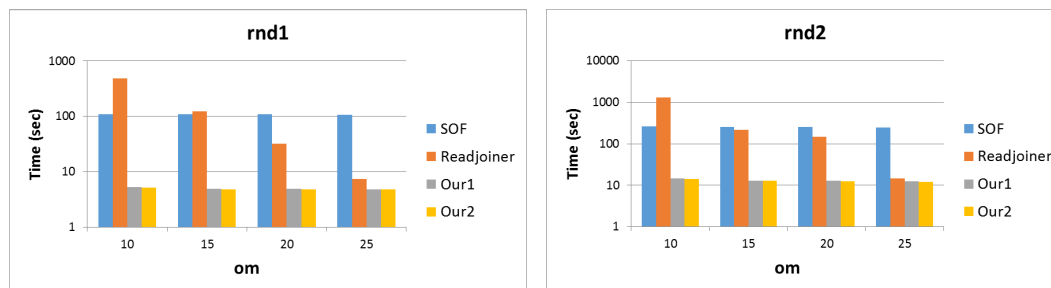 rnd1
1000
100
10
1
Time (sec)
10 15 20 25
om
SOF
Readjoiner
Our1
Our2
rnd2
10000
1000
100
10
1
Time (sec)
10 15 20 25
om
SOF
Readjoiner
Our1
Our2